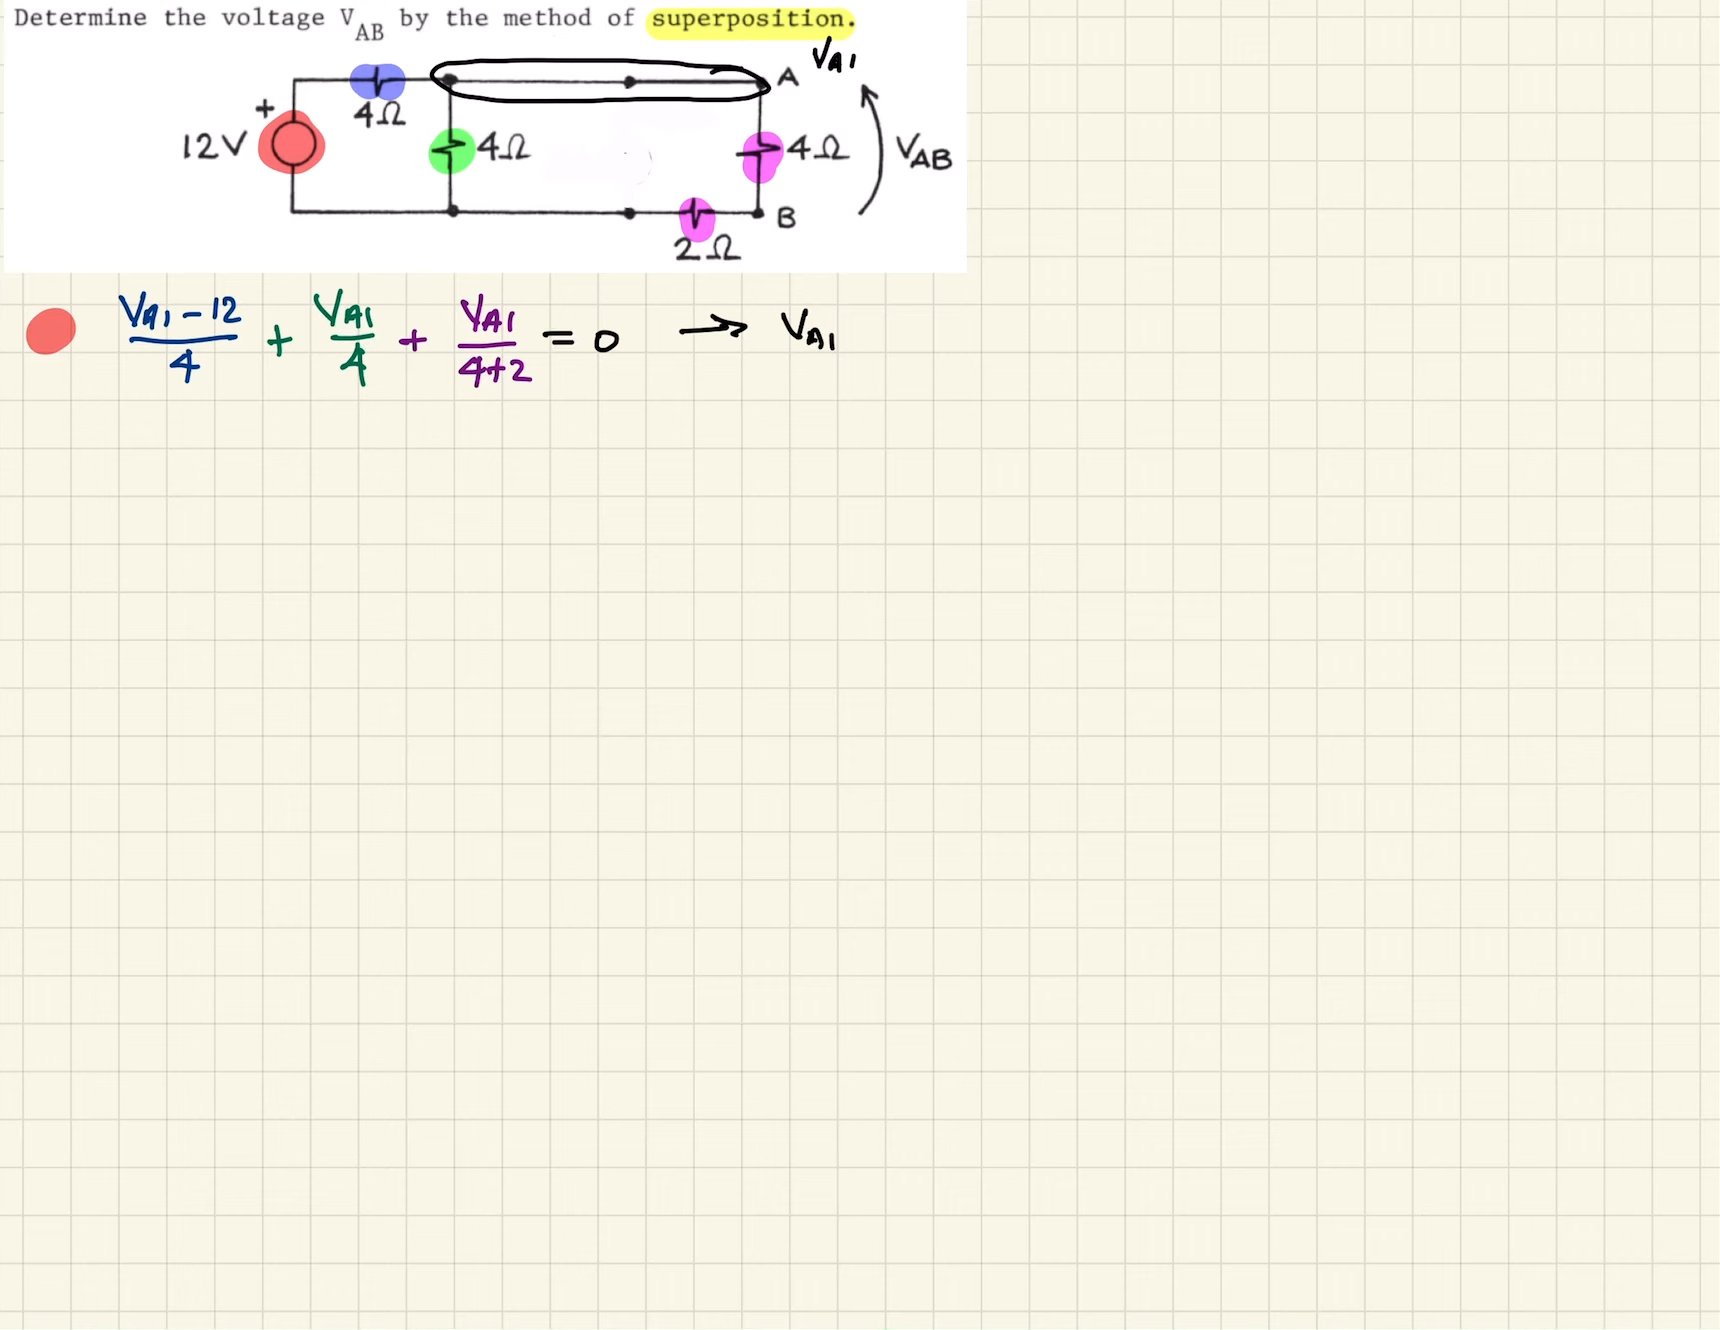 Determine the voltage V_AB by the method of superposition.
V_A1
A
+
4Ω
12V
4Ω
4Ω
V_AB
B
2Ω
(V_A1 - 12)/4 + V_A1/4 + V_A1/(4+2) = 0 → V_A1